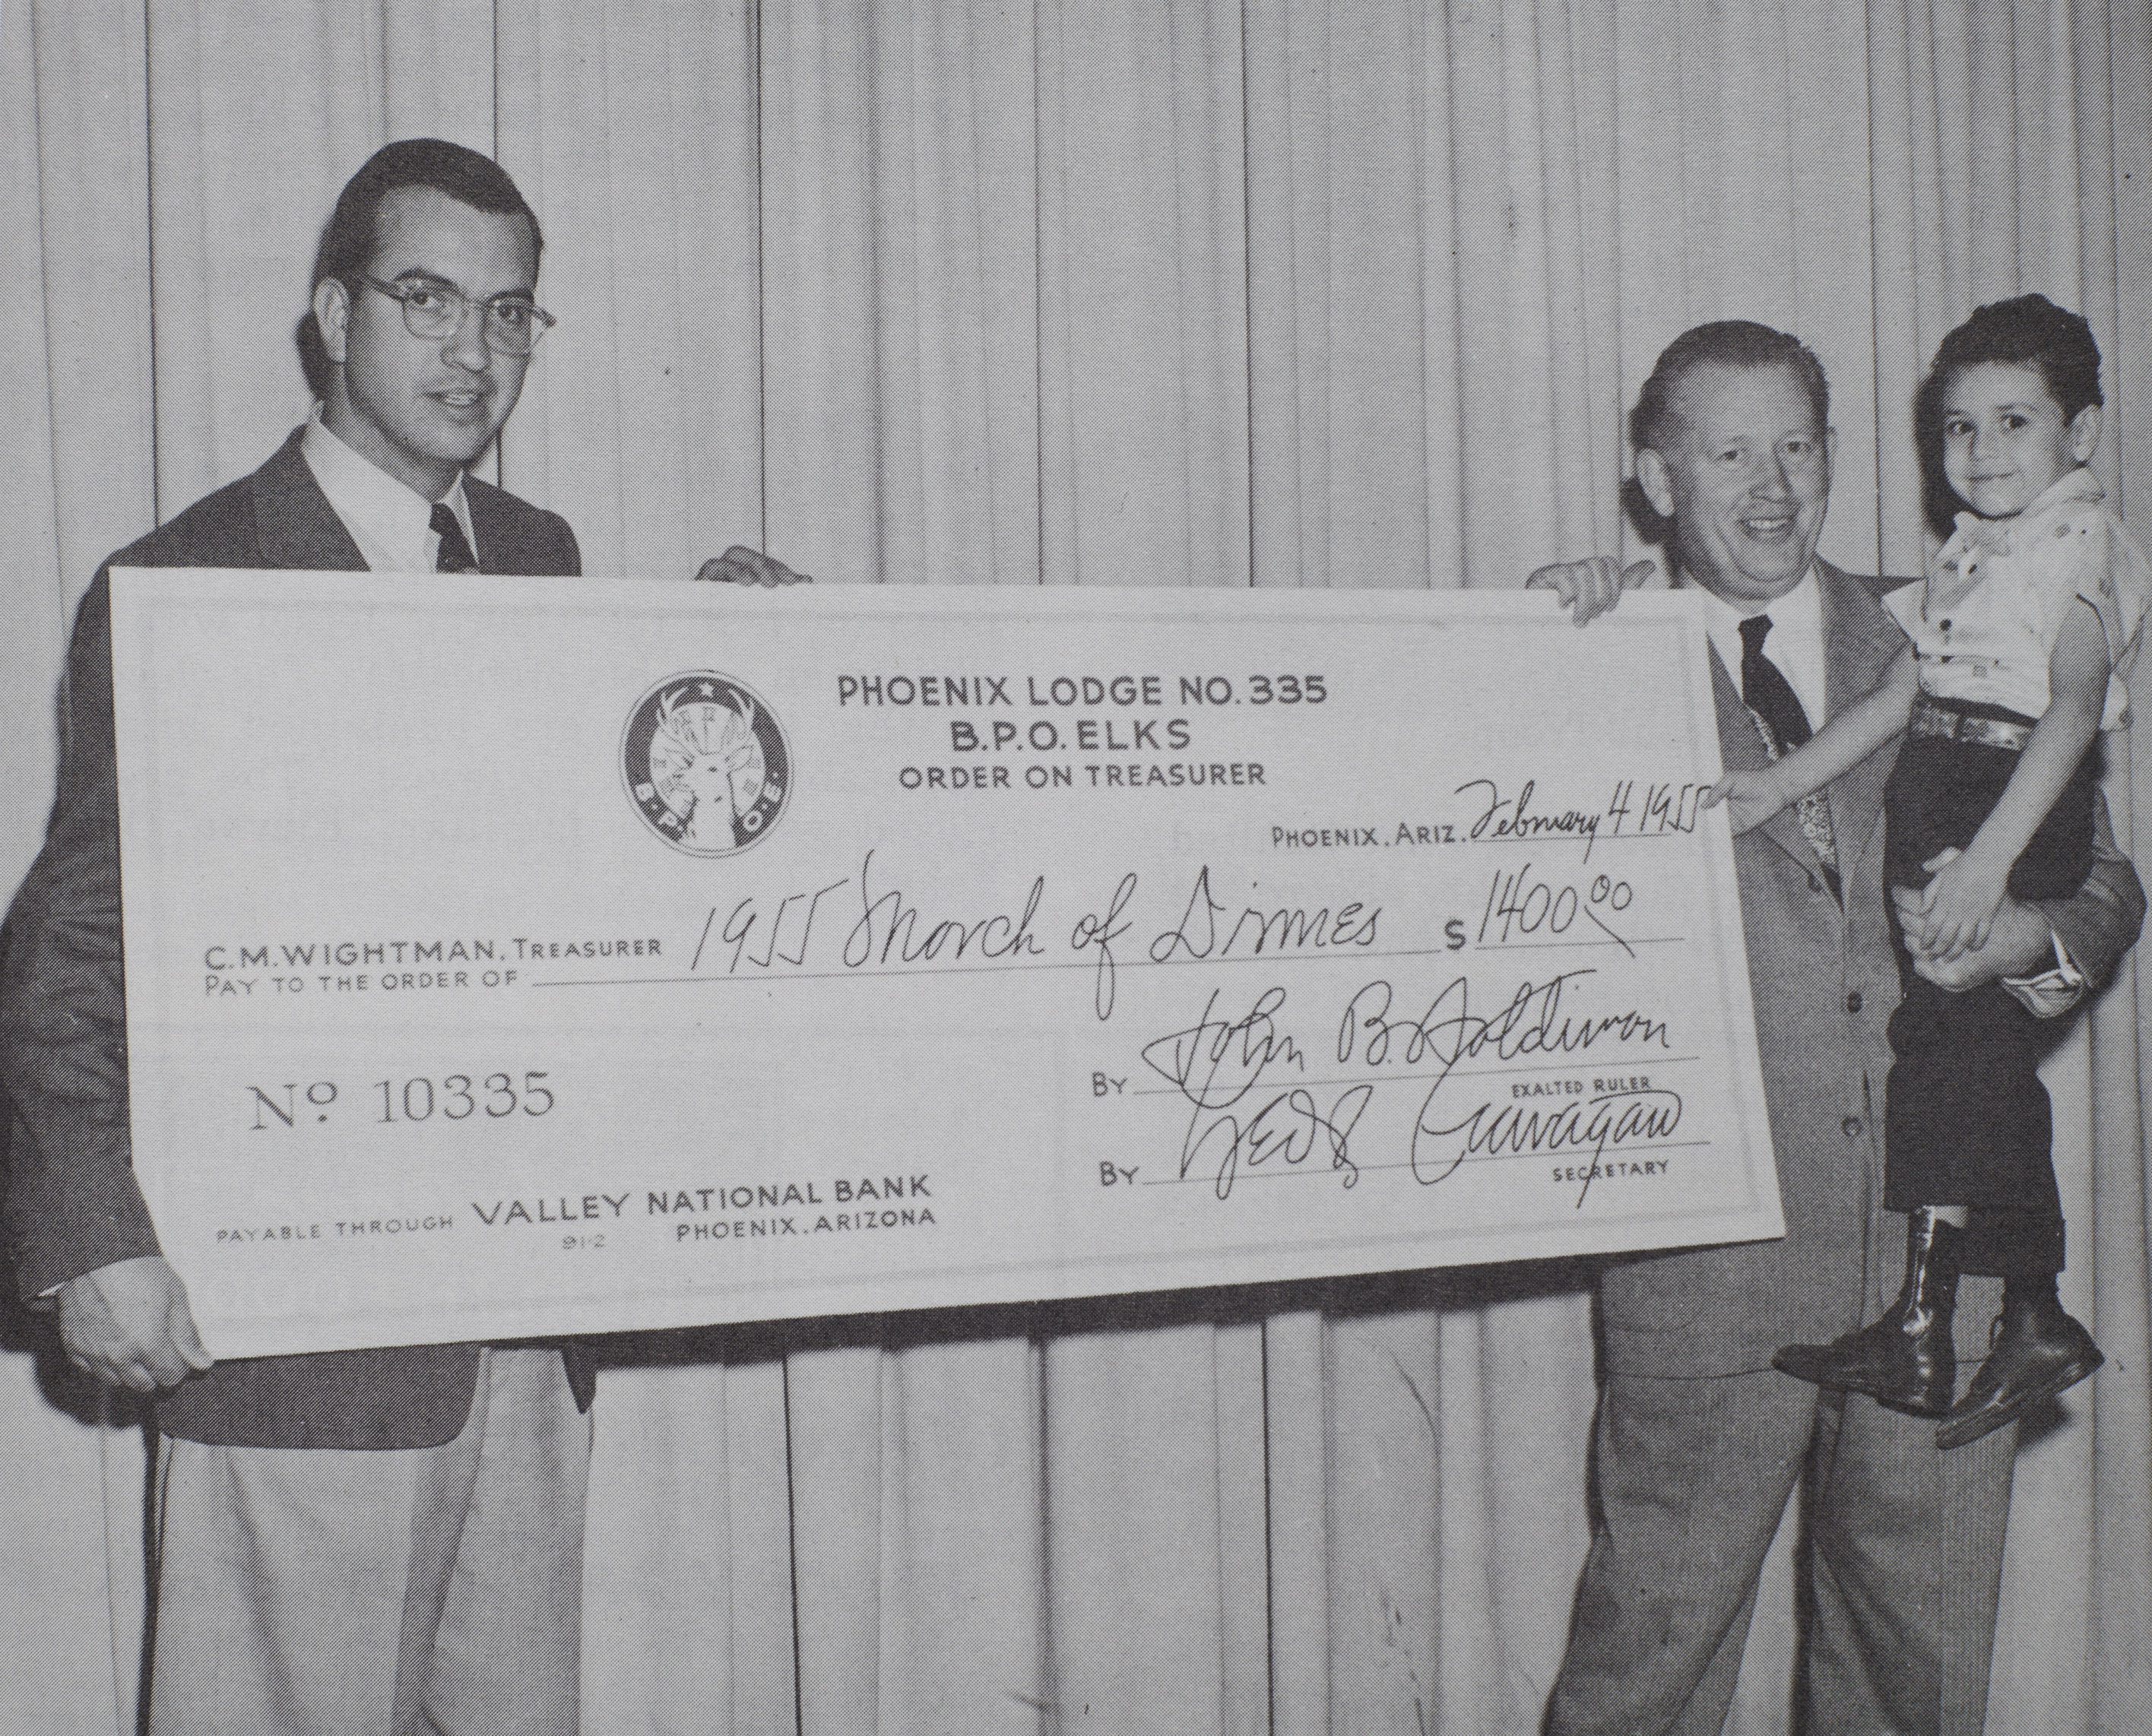 PHOENIX LODGE NO. 335
B.P.O. ELKS
ORDER ON TREASURER
B.P.O.E.
PHOENIX, ARIZ. February 4 1955
C.M. WIGHTMAN, TREASURER
PAY TO THE ORDER OF 1955 March of Dimes $ 1400.00
No 10335
BY John B.
EXALTED RULER
BY
SECRETARY
PAYABLE THROUGH VALLEY NATIONAL BANK
91-2 PHOENIX, ARIZONA